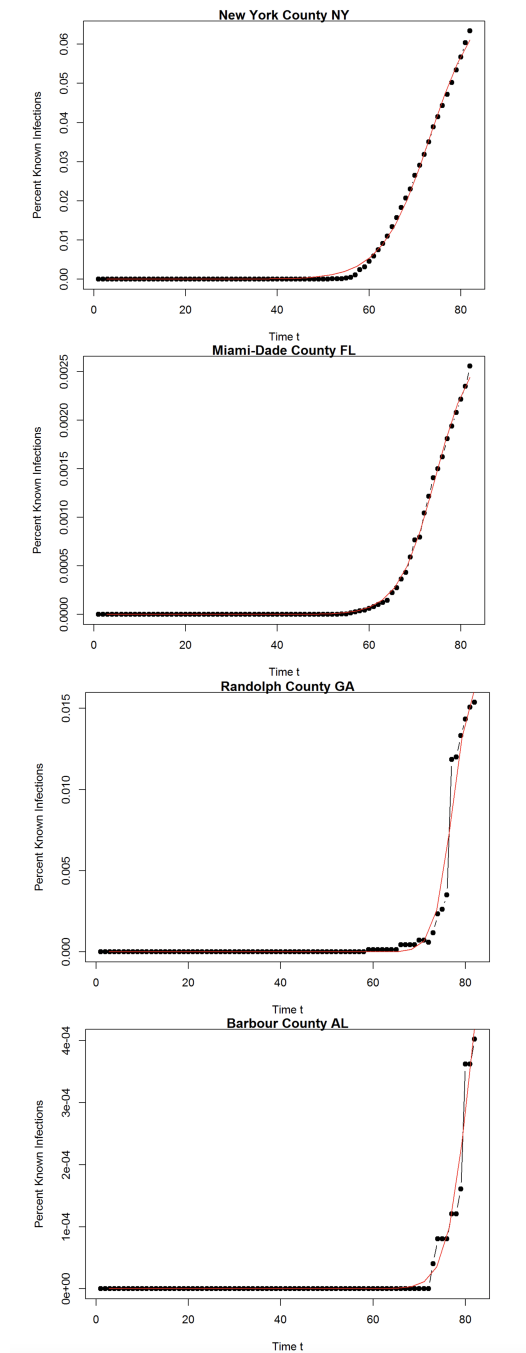 New York County NY
0.06
0.05
0.04
0.03
0.02
0.01
0.00
Percent Known Infections
0 20 40 60 80
Time t
Miami-Dade County FL
0.0025
0.0020
0.0015
0.0010
0.0005
0.0000
Percent Known Infections
0 20 40 60 80
Time t
Randolph County GA
0.015
0.010
0.005
0.000
Percent Known Infections
0 20 40 60 80
Time t
Barbour County AL
4e-04
3e-04
2e-04
1e-04
0e+00
Percent Known Infections
0 20 40 60 80
Time t